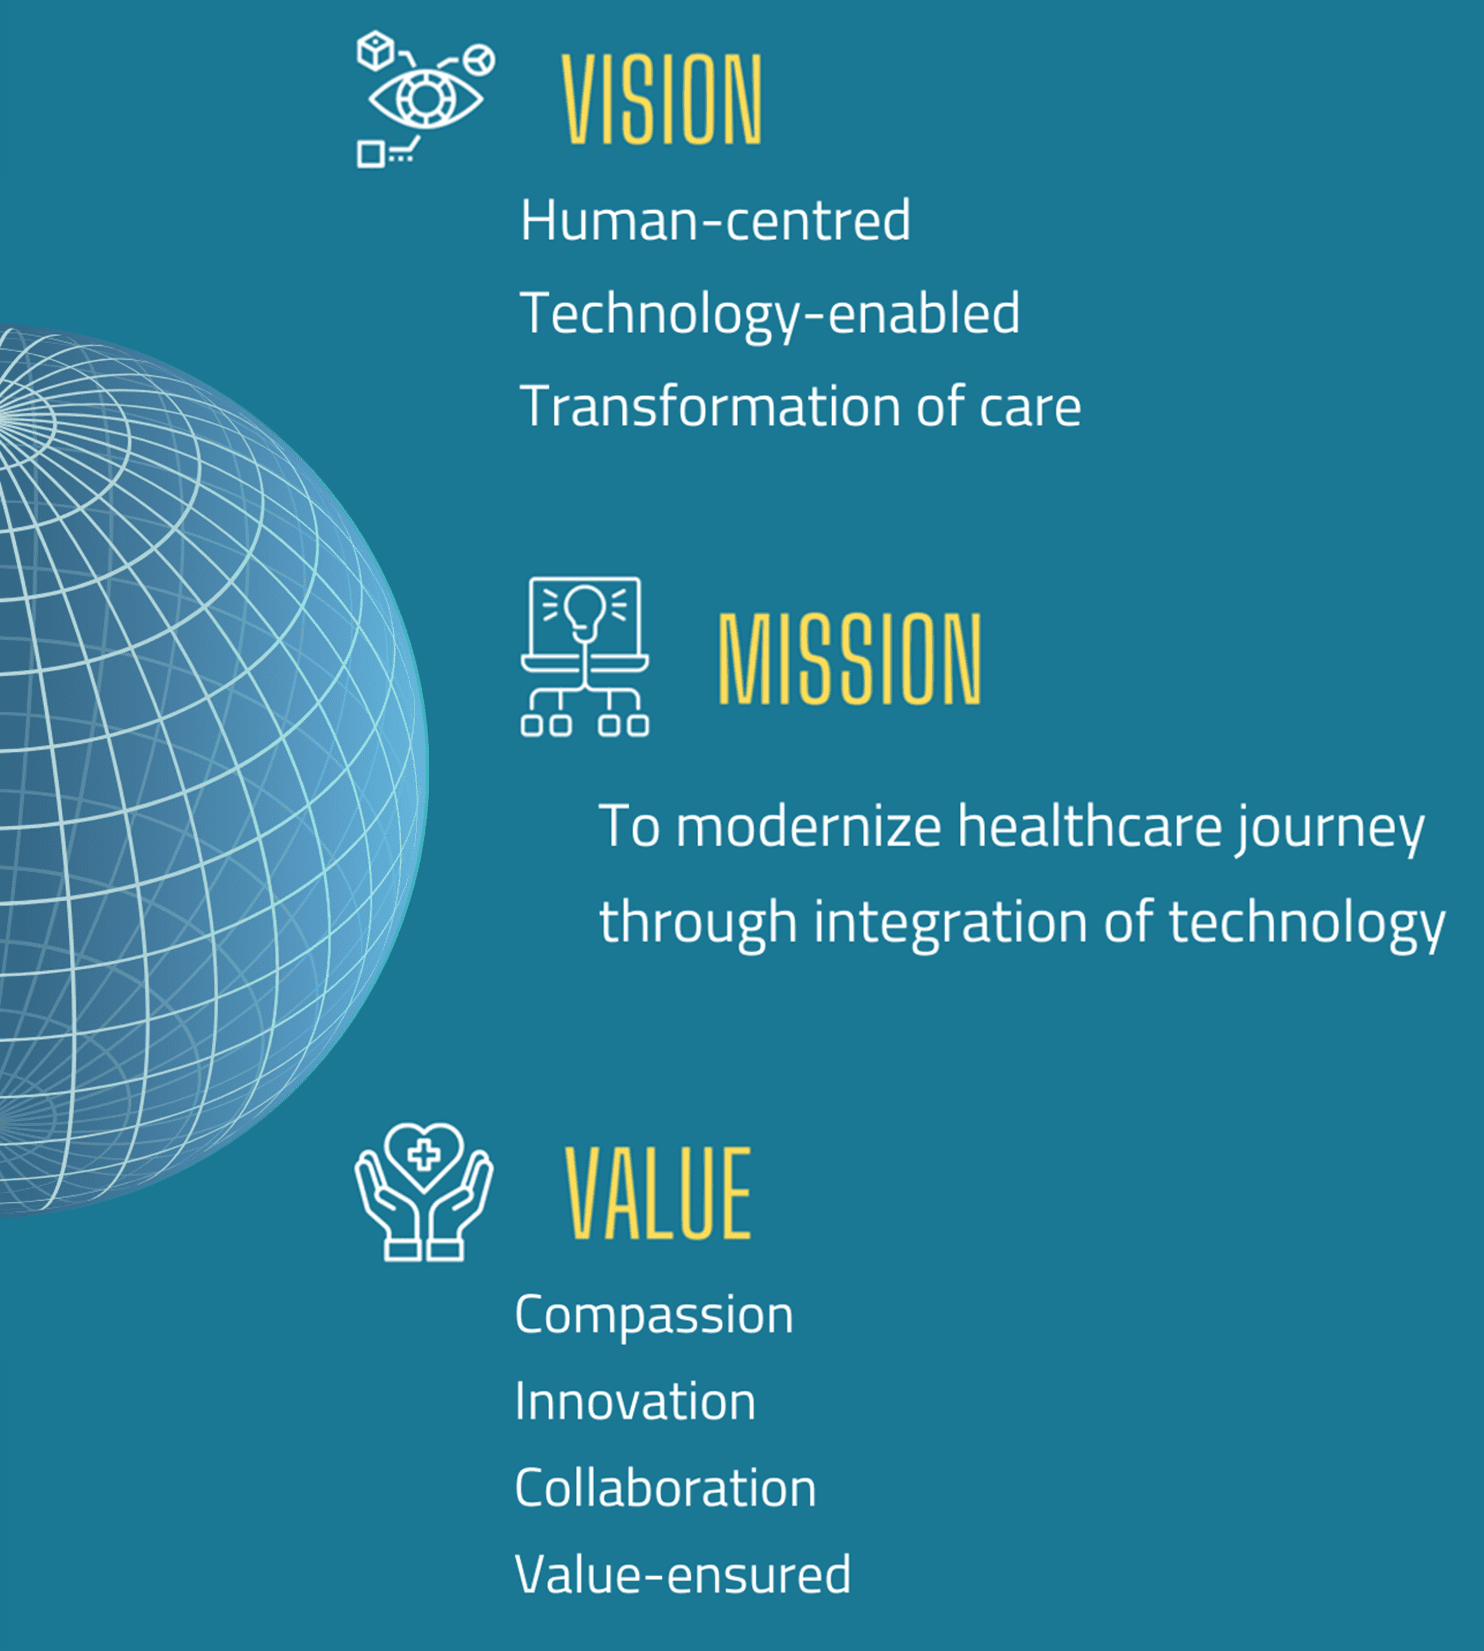 VISION
Human-centred
Technology-enabled
Transformation of care
MISSION
To modernize healthcare journey
through integration of technology
VALUE
Compassion
Innovation
Collaboration
Value-ensured